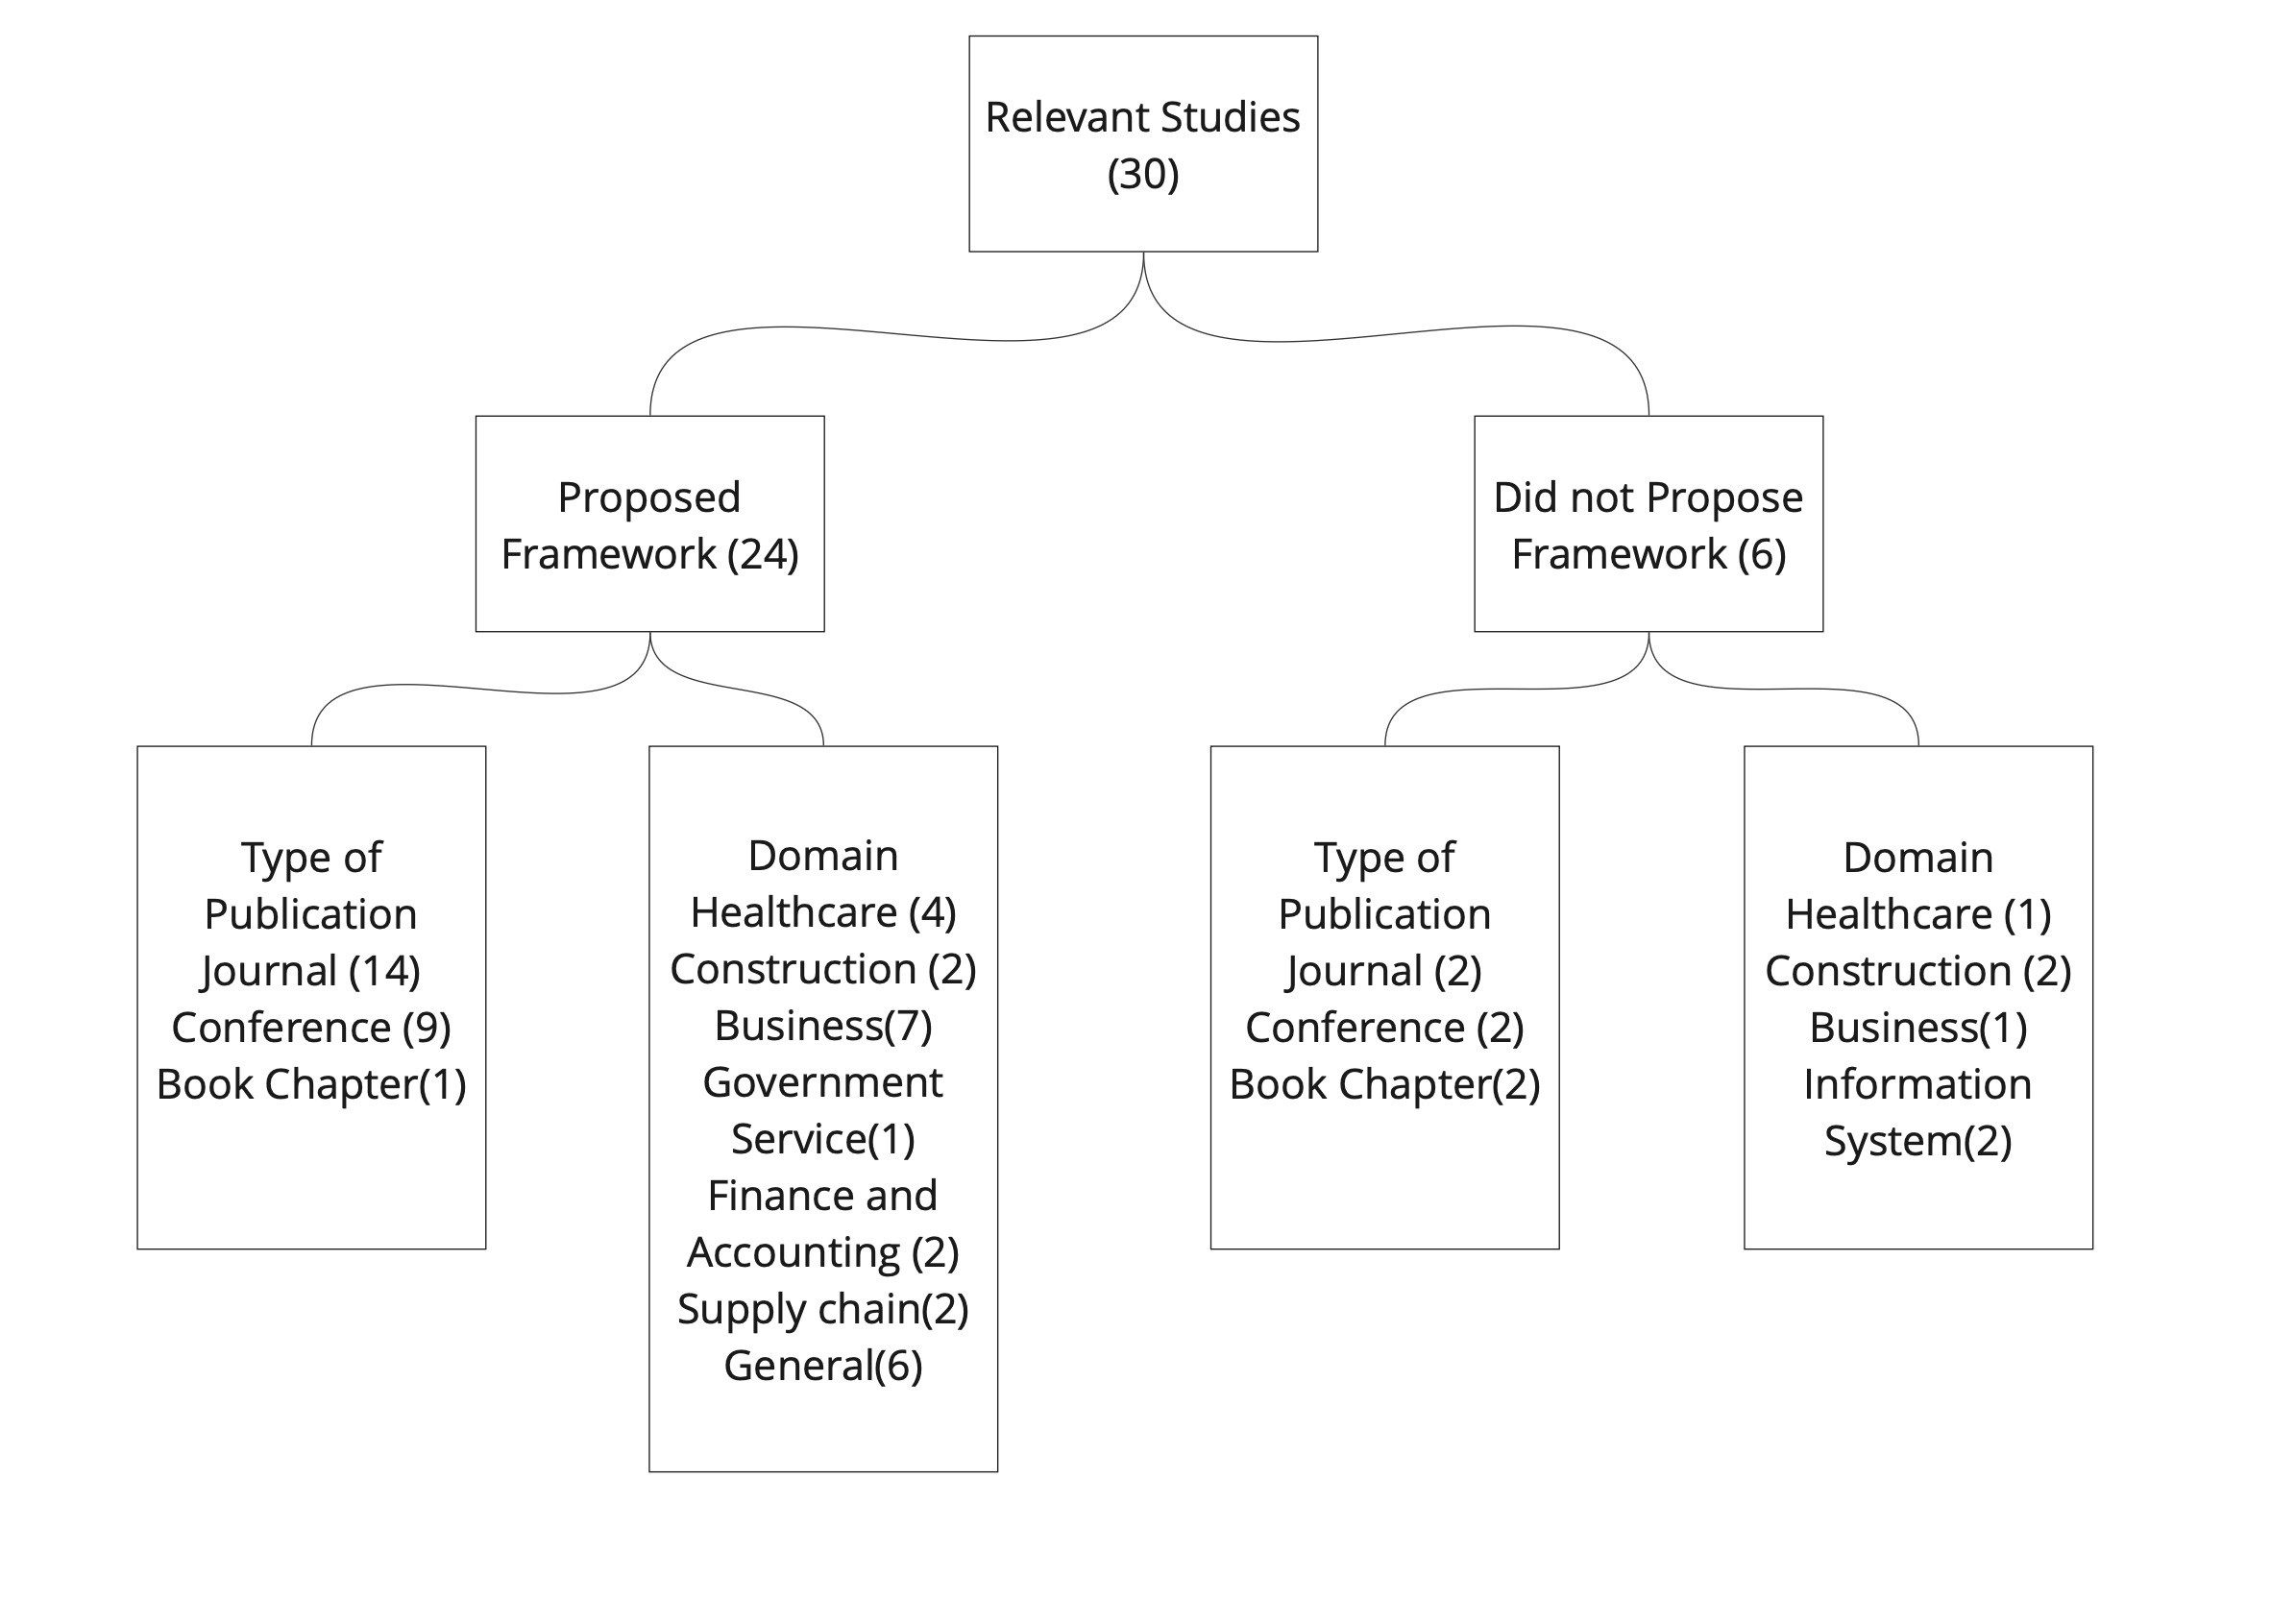 Relevant Studies
(30)
Proposed
Framework (24)
Did not Propose
Framework (6)
Type of
Publication
Journal (14)
Conference (9)
Book Chapter(1)
Domain
Healthcare (4)
Construction (2)
Business(7)
Government
Service(1)
Finance and
Accounting (2)
Supply chain(2)
General(6)
Type of
Publication
Journal (2)
Conference (2)
Book Chapter(2)
Domain
Healthcare (1)
Construction (2)
Business(1)
Information
System(2)